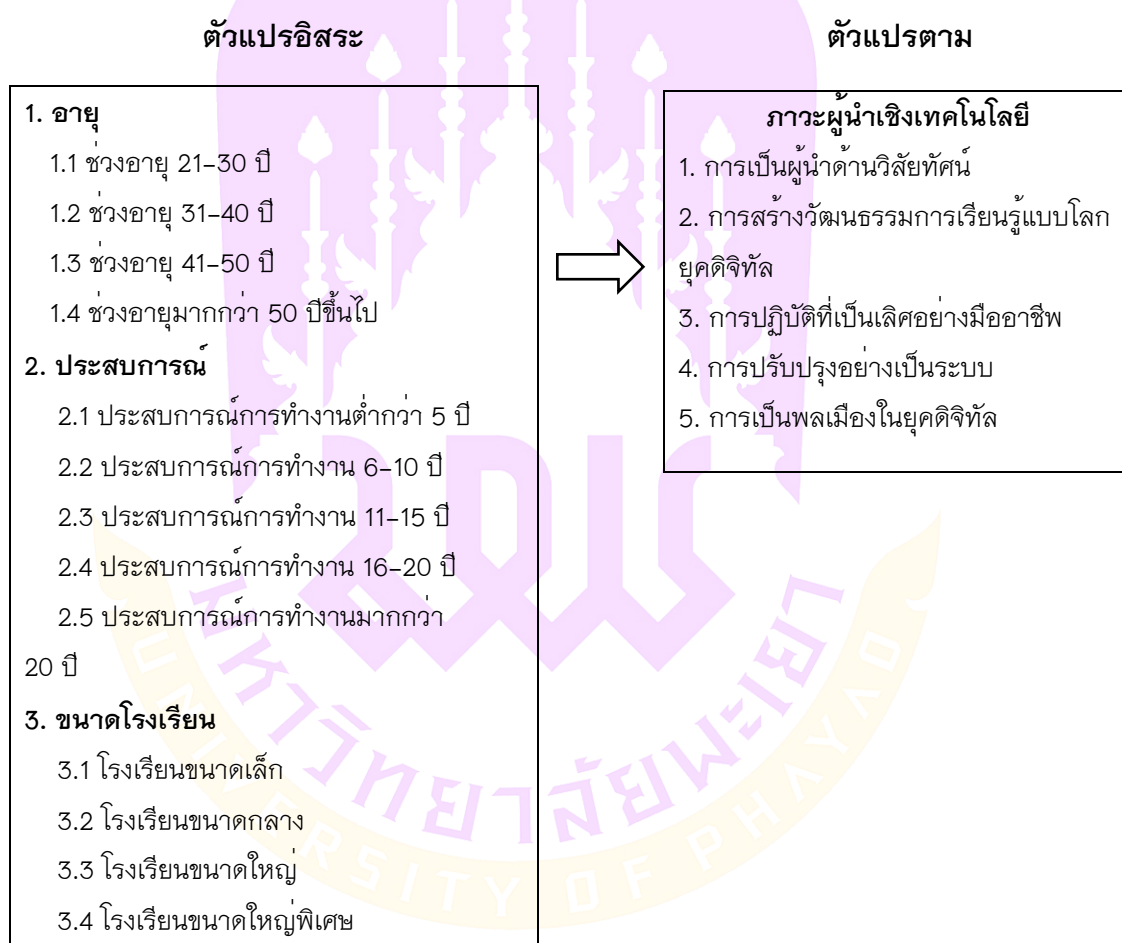 ตัวแปรอิสระ
ตัวแปรตาม
1. อายุ
1.1 ช่วงอายุ 21–30 ปี
1.2 ช่วงอายุ 31–40 ปี
1.3 ช่วงอายุ 41–50 ปี
1.4 ช่วงอายุมากกว่า 50 ปีขึ้นไป
2. ประสบการณ์
2.1 ประสบการณ์การทำงานต่ำกว่า 5 ปี
2.2 ประสบการณ์การทำงาน 6–10 ปี
2.3 ประสบการณ์การทำงาน 11–15 ปี
2.4 ประสบการณ์การทำงาน 16–20 ปี
2.5 ประสบการณ์การทำงานมากกว่า
20 ปี
3. ขนาดโรงเรียน
3.1 โรงเรียนขนาดเล็ก
3.2 โรงเรียนขนาดกลาง
3.3 โรงเรียนขนาดใหญ่
3.4 โรงเรียนขนาดใหญ่พิเศษ
ภาวะผู้นำเชิงเทคโนโลยี
1. การเป็นผู้นำด้านวิสัยทัศน์
2. การสร้างวัฒนธรรมการเรียนรู้แบบโลก
ยุคดิจิทัล
3. การปฏิบัติที่เป็นเลิศอย่างมืออาชีพ
4. การปรับปรุงอย่างเป็นระบบ
5. การเป็นพลเมืองในยุคดิจิทัล
มหาวิทยาลัยพะเยา
UNIVERSITY OF PHAYAO